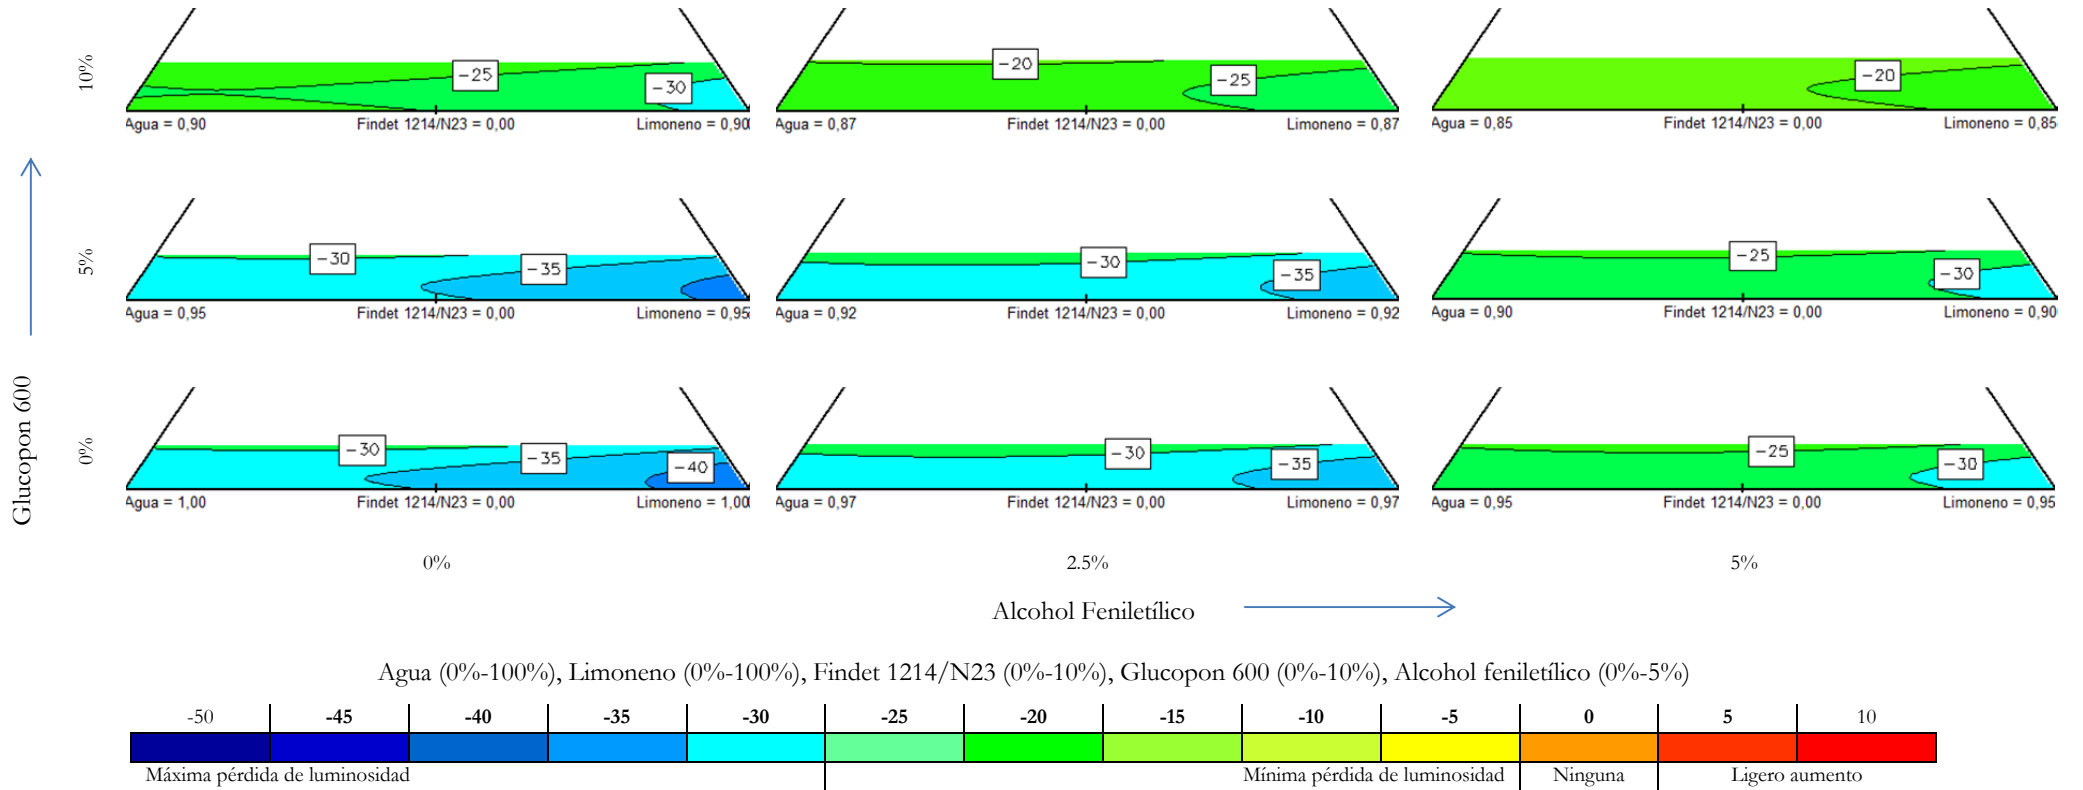 10%
-25
-30
-20
-25
-20
Agua = 0,90 Findet 1214/N23 = 0,00 Limoneno = 0,90
Agua = 0,87 Findet 1214/N23 = 0,00 Limoneno = 0,87
Agua = 0,85 Findet 1214/N23 = 0,00 Limoneno = 0,85
5%
-30
-35
-30
-35
-25
-30
Agua = 0,95 Findet 1214/N23 = 0,00 Limoneno = 0,95
Agua = 0,92 Findet 1214/N23 = 0,00 Limoneno = 0,92
Agua = 0,90 Findet 1214/N23 = 0,00 Limoneno = 0,90
Glucopon 600
0%
-30
-35
-40
-30
-35
-25
-30
Agua = 1,00 Findet 1214/N23 = 0,00 Limoneno = 1,00
Agua = 0,97 Findet 1214/N23 = 0,00 Limoneno = 0,97
Agua = 0,95 Findet 1214/N23 = 0,00 Limoneno = 0,95
0% 2.5% 5%
Alcohol Feniletílico
Agua (0%-100%), Limoneno (0%-100%), Findet 1214/N23 (0%-10%), Glucopon 600 (0%-10%), Alcohol feniletílico (0%-5%)
-50 -45 -40 -35 -30 -25 -20 -15 -10 -5 0 5 10
Máxima pérdida de luminosidad Mínima pérdida de luminosidad Ninguna Ligero aumento